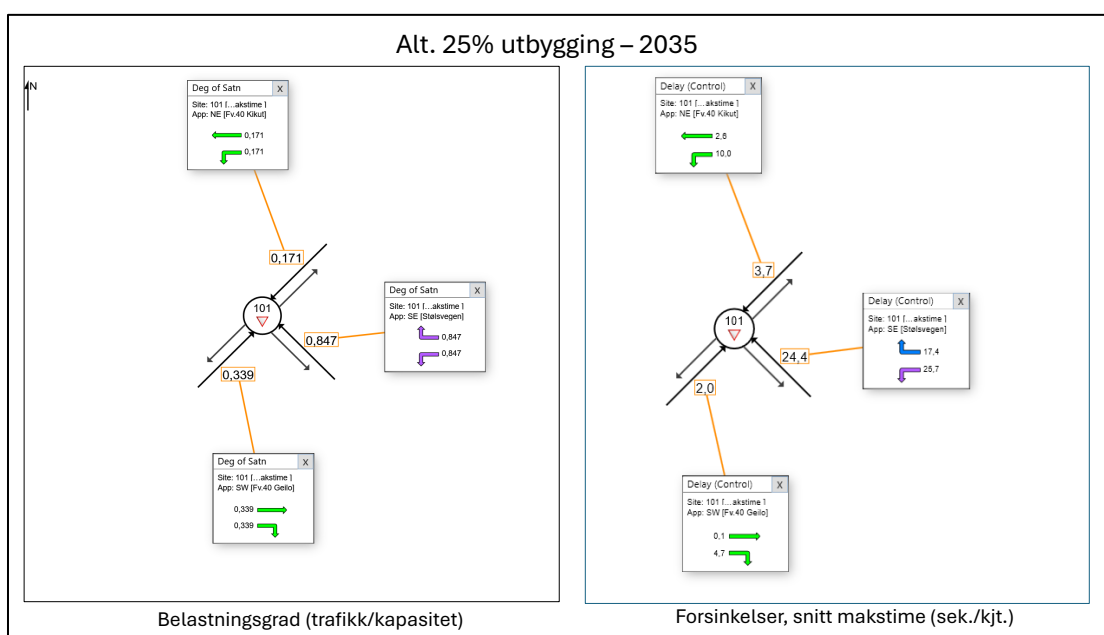 Alt. 25% utbygging – 2035
N
Deg of Satn X
Site: 101 [...akstime ]
App: NE [Fv.40 Kikut]
0,171
0,171
0,171
101
Deg of Satn X
Site: 101 [...akstime ]
App: SE [Stølsvegen]
0,847
0,847
0,847
0,339
Deg of Satn X
Site: 101 [...akstime ]
App: SW [Fv.40 Geilo]
0,339
0,339
Belastningsgrad (trafikk/kapasitet)
Delay (Control) X
Site: 101 [...akstime ]
App: NE [Fv.40 Kikut]
2,6
10,0
3,7
101
Delay (Control) X
Site: 101 [...akstime ]
App: SE [Stølsvegen]
17,4
25,7
24,4
2,0
Delay (Control) X
Site: 101 [...akstime ]
App: SW [Fv.40 Geilo]
0,1
4,7
Forsinkelser, snitt makstime (sek./kjt.)